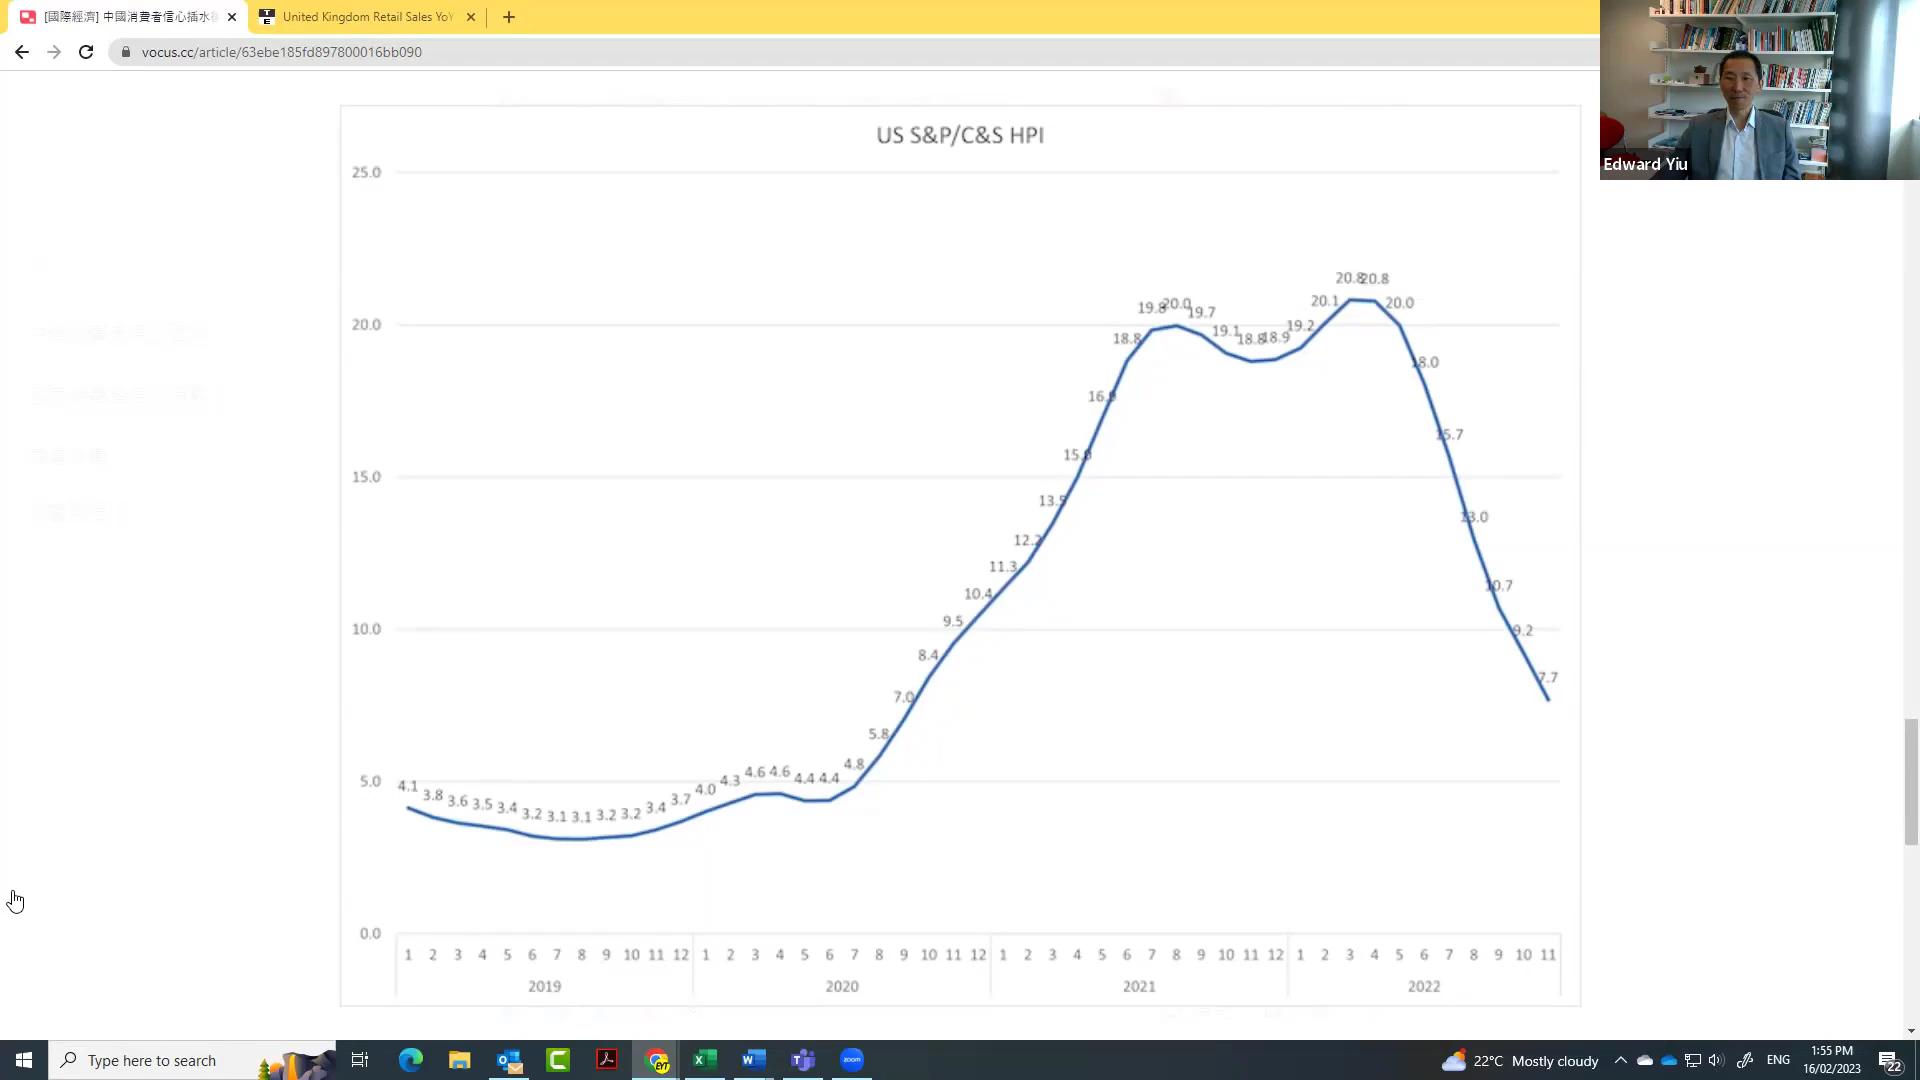 [國際經濟] 中國消費者信心插水
United Kingdom Retail Sales YoY
vocus.cc/article/63ebe185fd897800016bb090
Edward Yiu
US S&P/C&S HPI
25.0
20.0
15.0
10.0
5.0
0.0
4.1 3.8 3.6 3.5 3.4 3.2 3.1 3.1 3.2 3.2 3.4 3.7 4.0 4.3 4.6 4.6 4.4 4.4 4.8 5.8 7.0 8.4 9.5 10.4 11.3 12.2 13.5 15.0 16.9 18.8 19.8 20.0 19.7 19.1 18.8 18.9 19.2 20.1 20.8 20.8 20.0 18.0 15.7 13.0 10.7 9.2 7.7
1 2 3 4 5 6 7 8 9 10 11 12 1 2 3 4 5 6 7 8 9 10 11 12 1 2 3 4 5 6 7 8 9 10 11 12 1 2 3 4 5 6 7 8 9 10 11
2019 2020 2021 2022
Type here to search
22°C Mostly cloudy
ENG
1:55 PM
16/02/2023
22